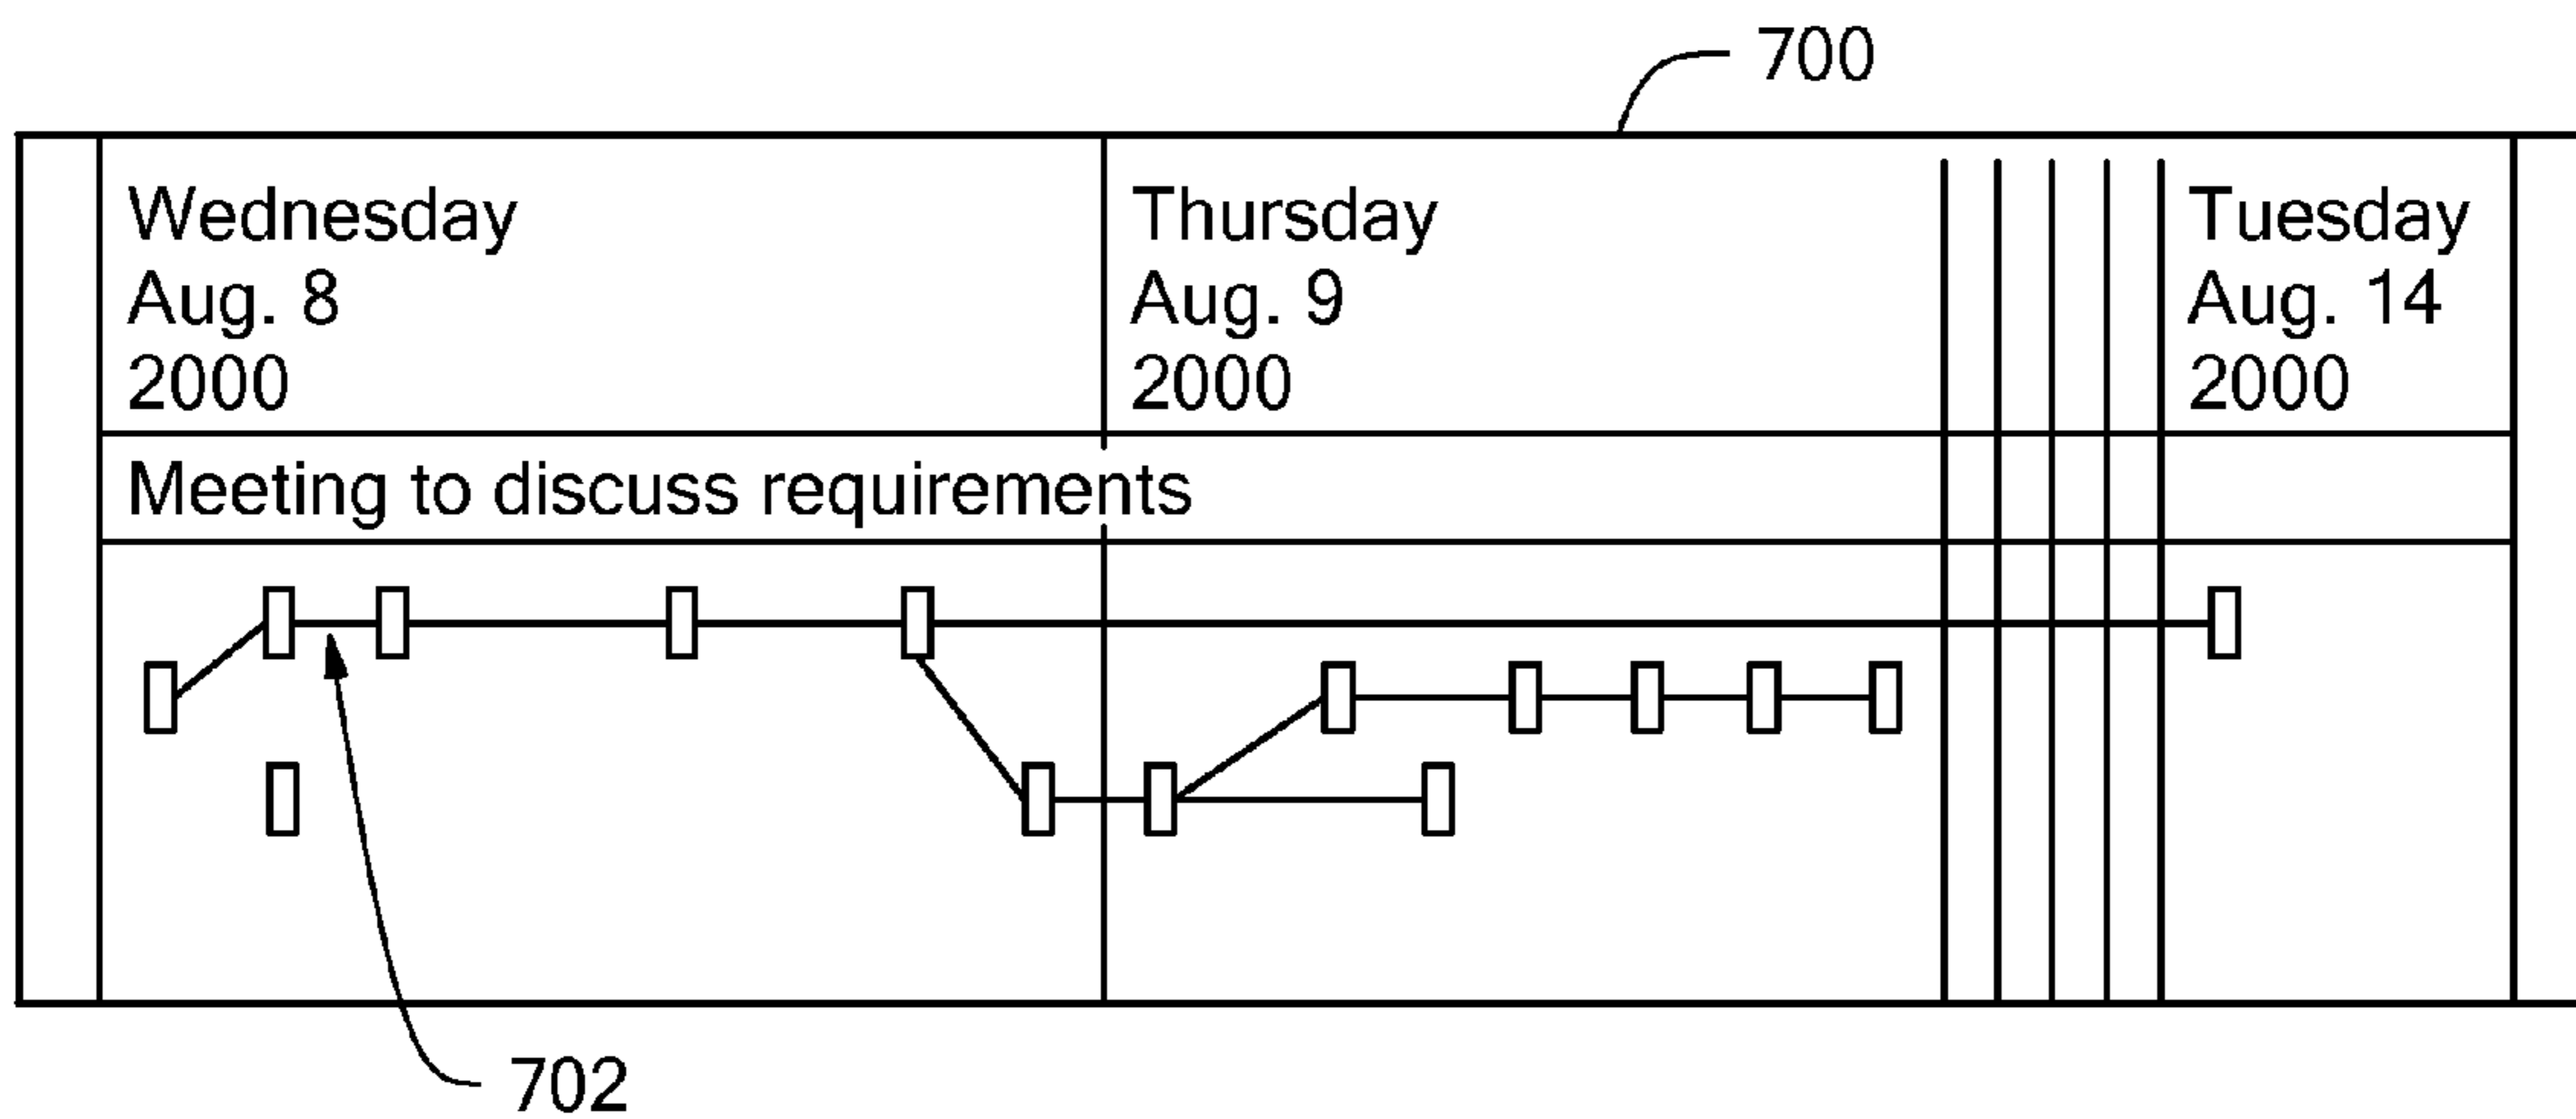 700
Wednesday
Aug. 8
2000
Thursday
Aug. 9
2000
Tuesday
Aug. 14
2000
Meeting to discuss requirements
702